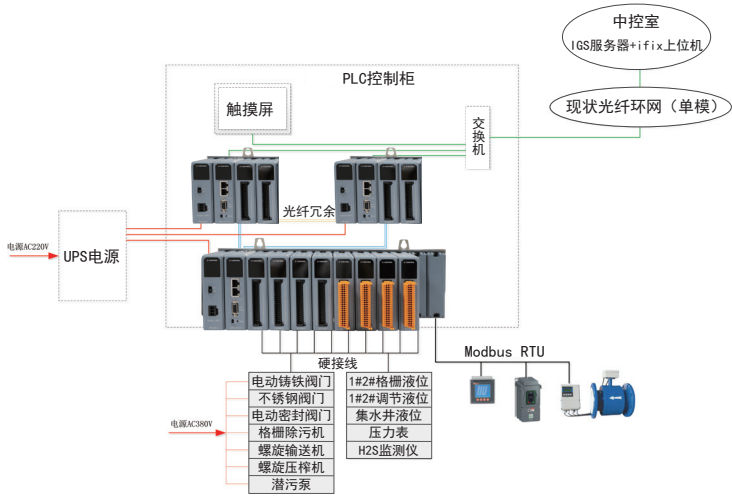 中控室
IGS服务器+ifix上位机
PLC控制柜
触摸屏
交换机
现状光纤环网（单模）
光纤冗余
电源AC220V
UPS电源
Modbus RTU
硬接线
电动铸铁阀门
不锈钢阀门
电动密封阀门
格栅除污机
螺旋输送机
螺旋压榨机
潜污泵
1#2#格栅液位
1#2#调节液位
集水井液位
压力表
H2S监测仪
电源AC380V